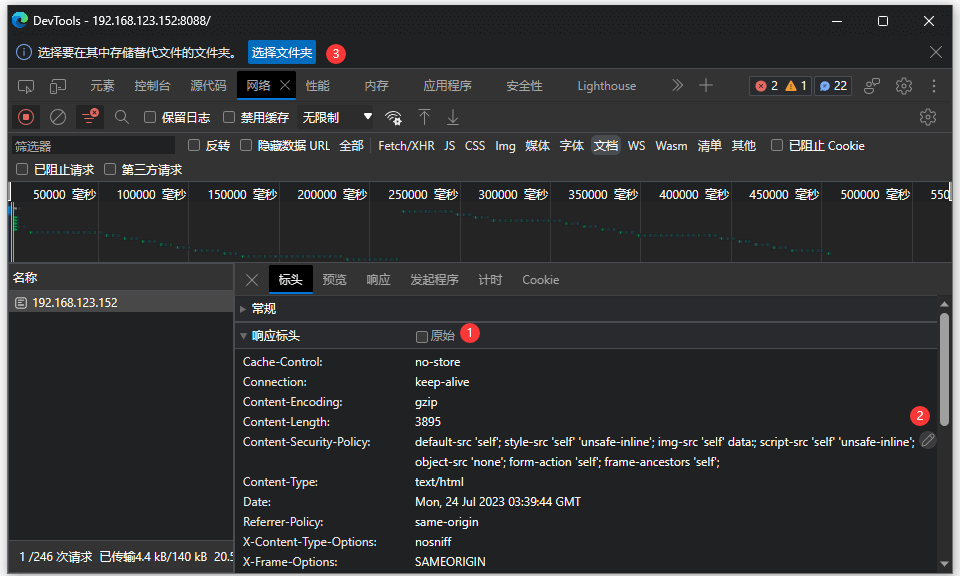 DevTools - 192.168.123.152:8088/
选择要在其中存储替代文件的文件夹。 选择文件夹 3
元素 控制台 源代码 网络 性能 内存 应用程序 安全性 Lighthouse 2 1 22
保留日志 禁用缓存 无限制
筛选器 反转 隐藏数据 URL 全部 Fetch/XHR JS CSS Img 媒体 字体 文档 WS Wasm 清单 其他 已阻止 Cookie
已阻止请求 第三方请求
50000 毫秒 100000 毫秒 150000 毫秒 200000 毫秒 250000 毫秒 300000 毫秒 350000 毫秒 400000 毫秒 450000 毫秒 500000 毫秒 550
名称 标头 预览 响应 发起程序 计时 Cookie
192.168.123.152
常规
响应标头 原始 1
Cache-Control: no-store
Connection: keep-alive
Content-Encoding: gzip
Content-Length: 3895
2
Content-Security-Policy: default-src 'self'; style-src 'self' 'unsafe-inline'; img-src 'self' data:; script-src 'self' 'unsafe-inline';
object-src 'none'; form-action 'self'; frame-ancestors 'self';
Content-Type: text/html
Date: Mon, 24 Jul 2023 03:39:44 GMT
Referrer-Policy: same-origin
X-Content-Type-Options: nosniff
X-Frame-Options: SAMEORIGIN
1 /246 次请求 已传输4.4 kB/140 kB 20.5